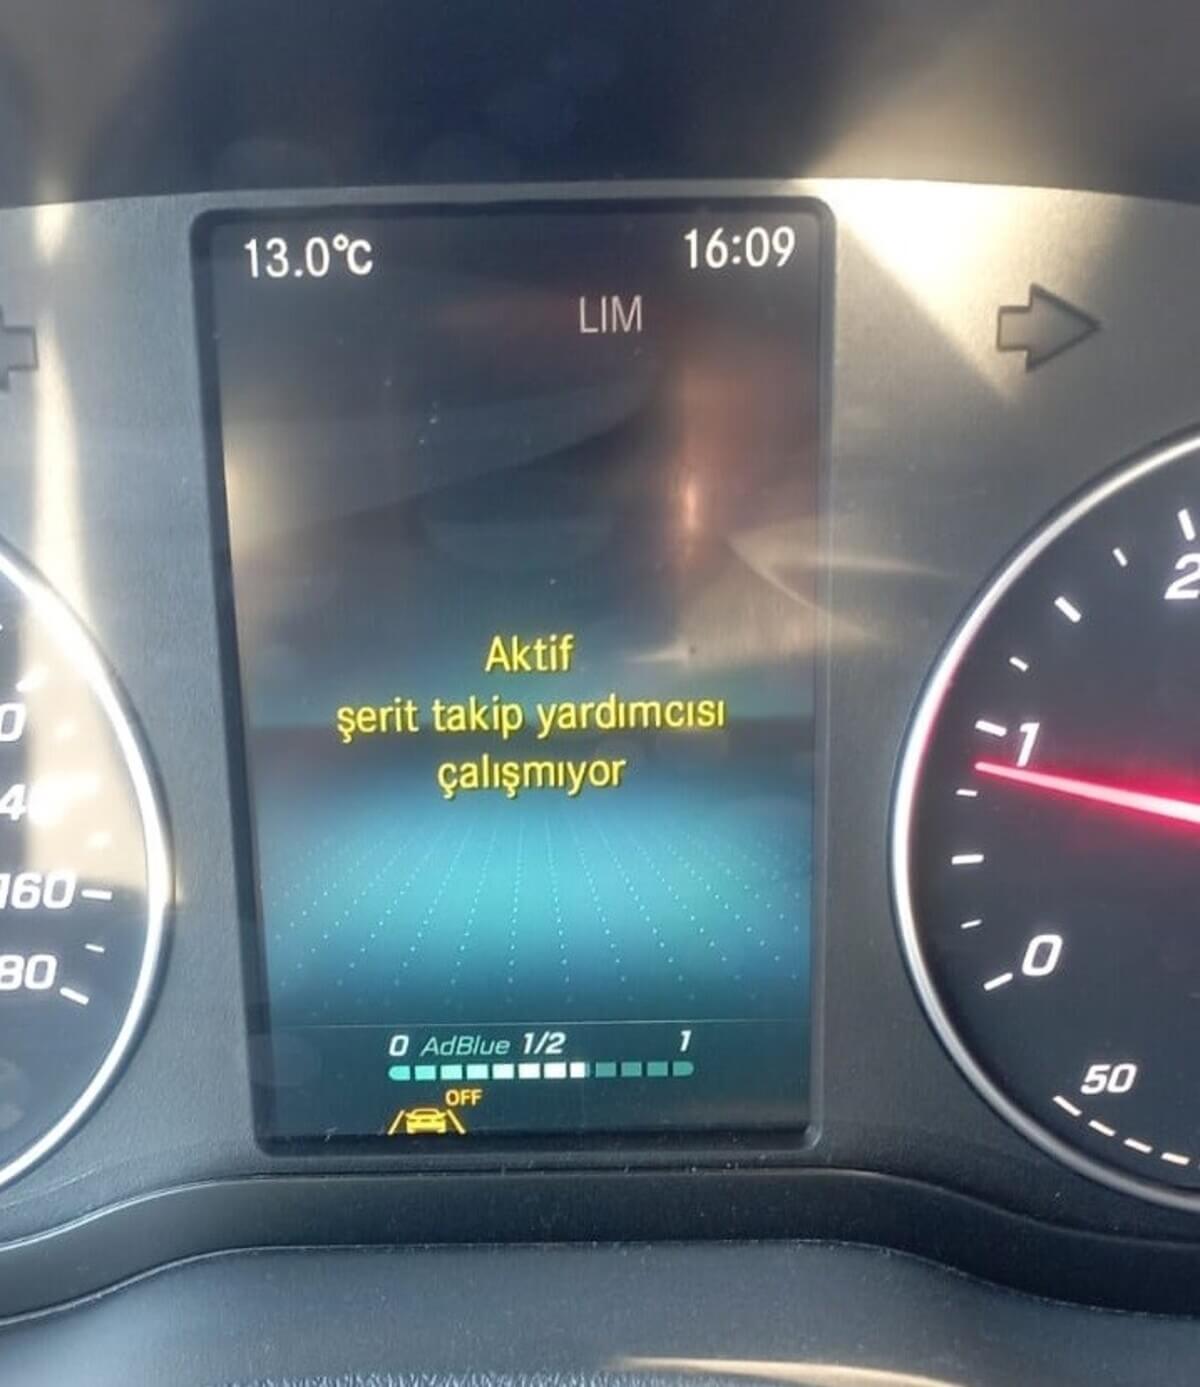 13.0°C 16:09
LIM
Aktif
şerit takip yardımcısı
çalışmıyor
0 AdBlue 1/2 1
OFF
2
1
0
50
160
80